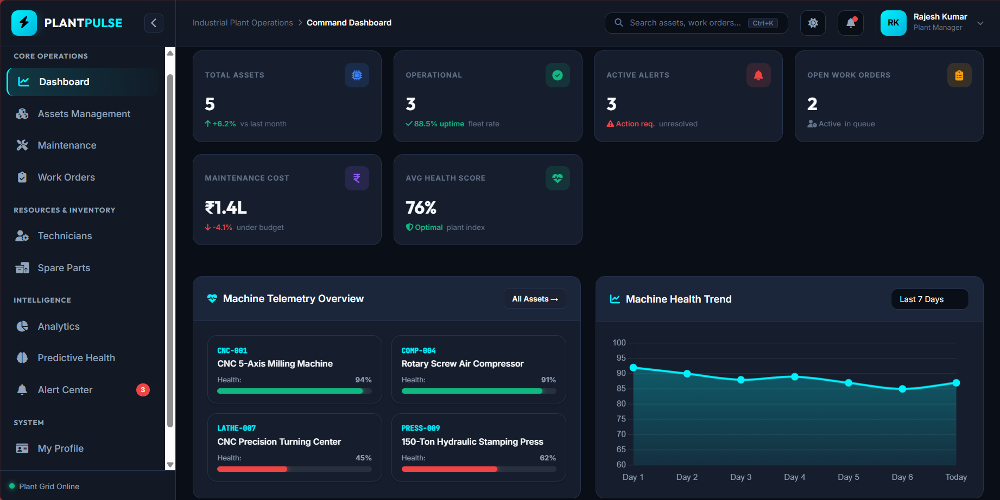 PLANTPULSE
Industrial Plant Operations > Command Dashboard
Search assets, work orders... Ctrl+K
RK
Rajesh Kumar
Plant Manager
CORE OPERATIONS
Dashboard
Assets Management
Maintenance
Work Orders
RESOURCES & INVENTORY
Technicians
Spare Parts
INTELLIGENCE
Analytics
Predictive Health
Alert Center 3
SYSTEM
My Profile
Plant Grid Online
TOTAL ASSETS
5
+6.2% vs last month
OPERATIONAL
3
88.5% uptime fleet rate
ACTIVE ALERTS
3
Action req. unresolved
OPEN WORK ORDERS
2
Active in queue
MAINTENANCE COST
₹
₹1.4L
-4.1% under budget
AVG HEALTH SCORE
76%
Optimal plant index
Machine Telemetry Overview
All Assets →
CNC-001
CNC 5-Axis Milling Machine
Health: 94%
COMP-004
Rotary Screw Air Compressor
Health: 91%
LATHE-007
CNC Precision Turning Center
Health: 45%
PRESS-009
150-Ton Hydraulic Stamping Press
Health: 62%
Machine Health Trend
Last 7 Days
100
95
90
85
80
75
70
65
60
Day 1 Day 2 Day 3 Day 4 Day 5 Day 6 Today